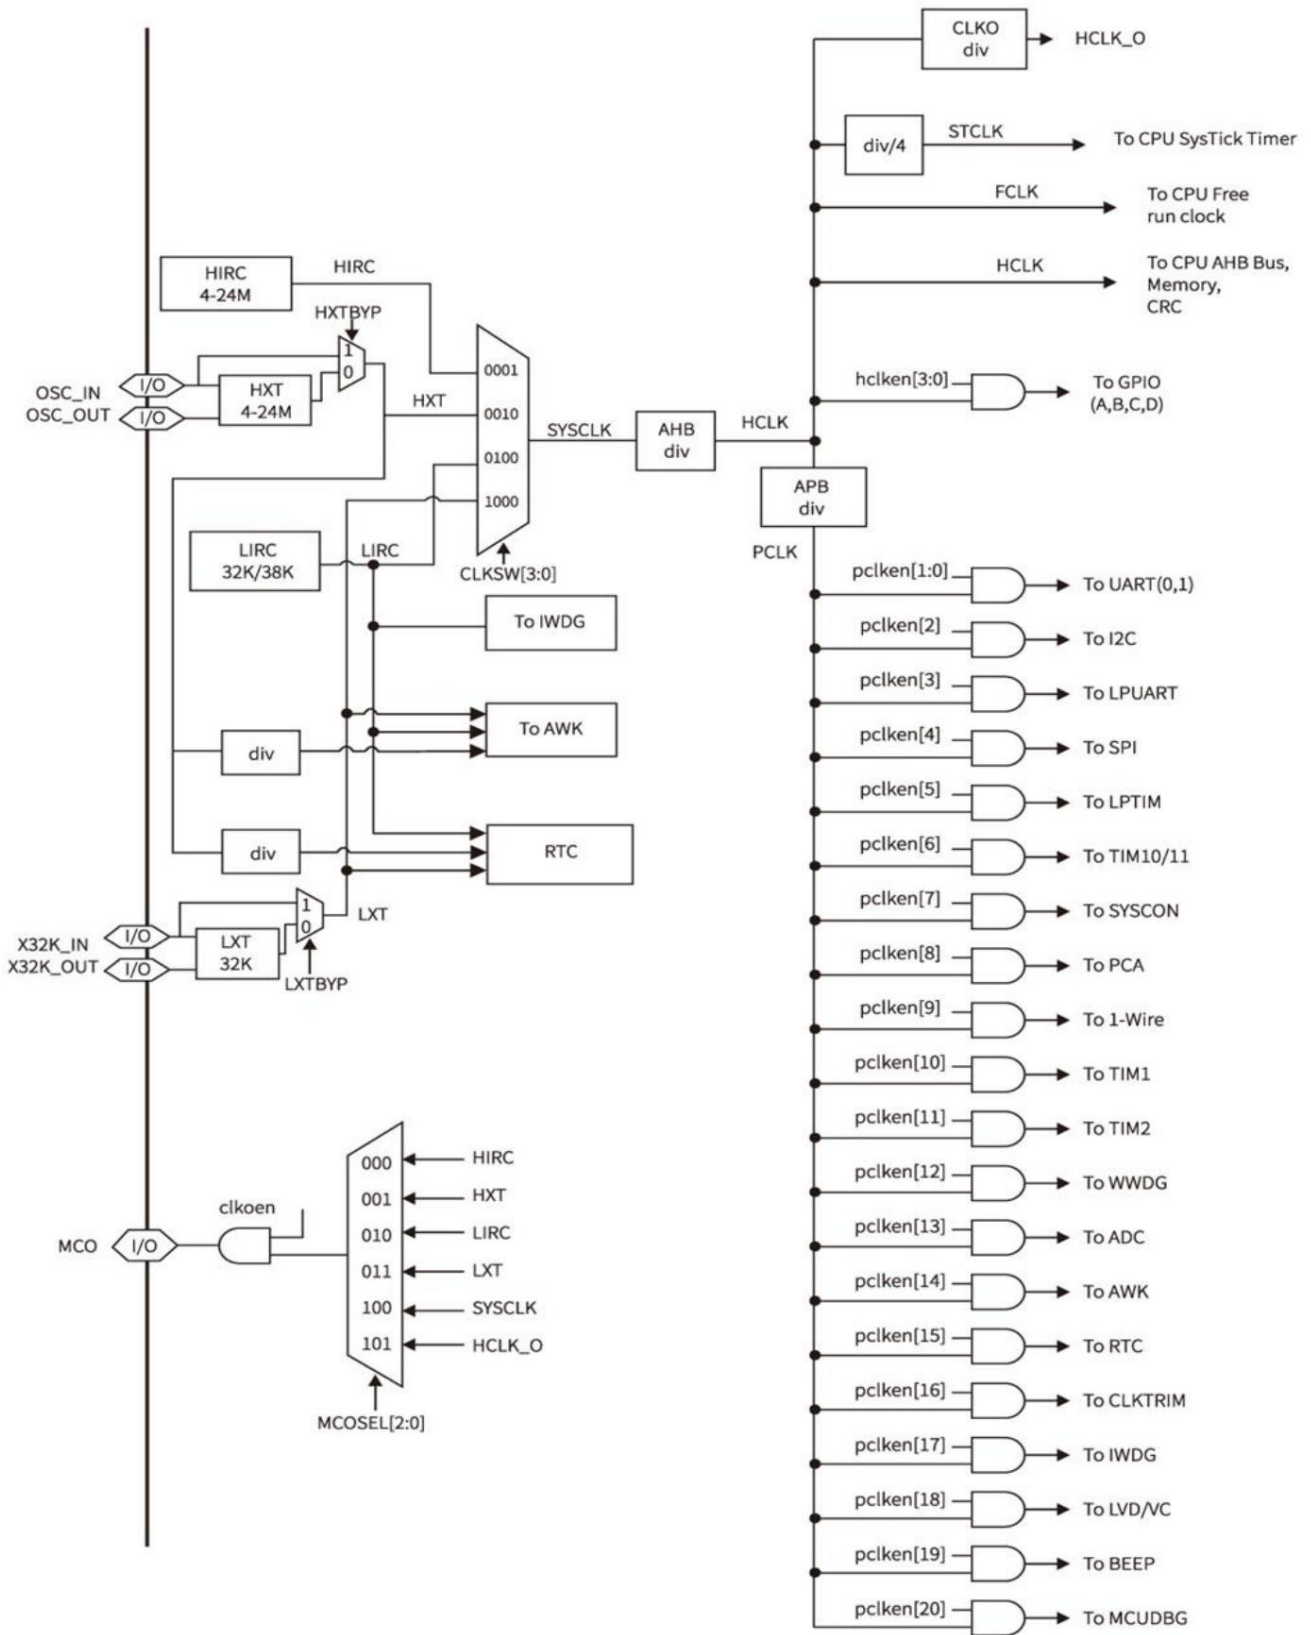 CLKO
div
HCLK_O
div/4
STCLK
To CPU SysTick Timer
FCLK
To CPU Free
run clock
HCLK
To CPU AHB Bus,
Memory,
CRC
hclken[3:0]
To GPIO
(A,B,C,D)
HIRC
4-24M
HIRC
HXTBYP
1
0
OSC_IN
I/O
OSC_OUT
I/O
HXT
4-24M
HXT
0001
0010
0100
1000
CLKSW[3:0]
SYSCLK
AHB
div
HCLK
APB
div
PCLK
LIRC
32K/38K
LIRC
To IWDG
To AWK
div
div
RTC
1
0
LXT
X32K_IN
I/O
X32K_OUT
I/O
LXT
32K
LXTBYP
pclken[1:0]
To UART(0,1)
pclken[2]
To I2C
pclken[3]
To LPUART
pclken[4]
To SPI
pclken[5]
To LPTIM
pclken[6]
To TIM10/11
pclken[7]
To SYSCON
pclken[8]
To PCA
pclken[9]
To 1-Wire
pclken[10]
To TIM1
pclken[11]
To TIM2
pclken[12]
To WWDG
pclken[13]
To ADC
pclken[14]
To AWK
pclken[15]
To RTC
pclken[16]
To CLKTRIM
pclken[17]
To IWDG
pclken[18]
To LVD/VC
pclken[19]
To BEEP
pclken[20]
To MCUDBG
MCO
I/O
clkoen
000
HIRC
001
HXT
010
LIRC
011
LXT
100
SYSCLK
101
HCLK_O
MCOSEL[2:0]